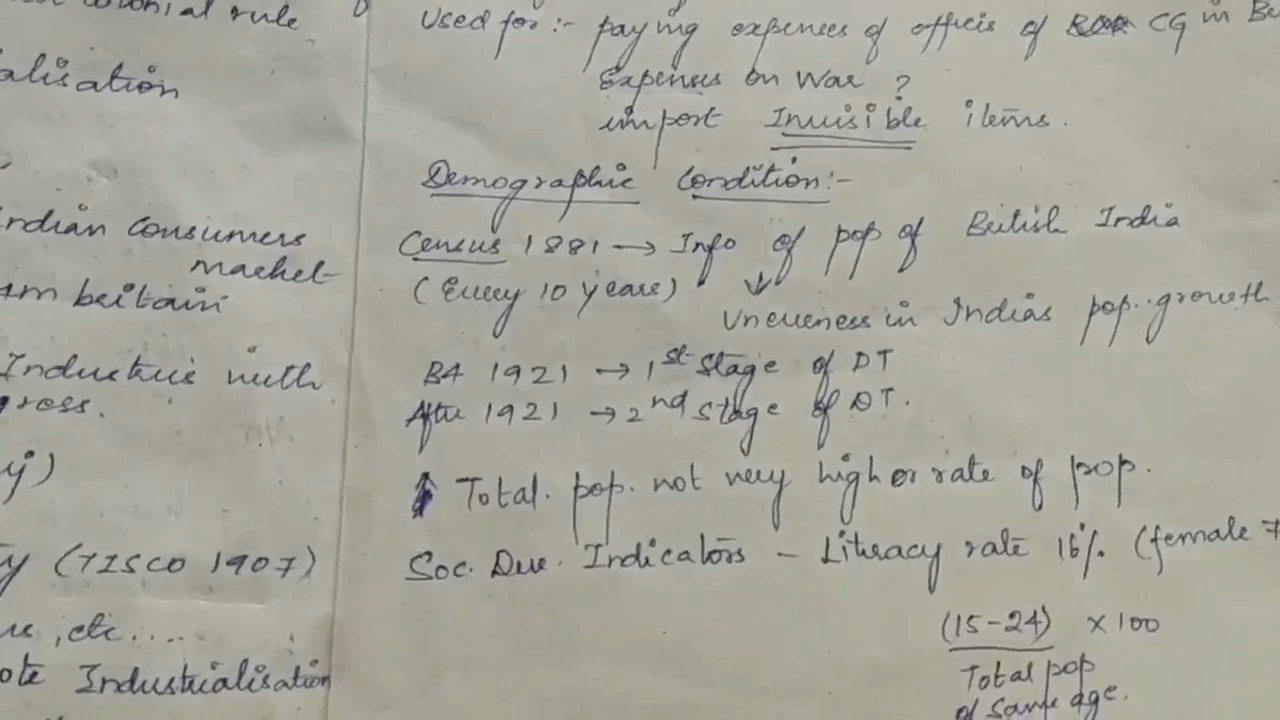 colonial rule
alisation
Indian Consumers
market
britain
Industries with
gress.
(TISCO 1907)
, etc....
ote Industrialisation
Used for:- paying expenses of offices of CG in
Expenses on War ?
import Invisible items.
Demographic Condition:-
Census 1881 → Info of pop of British India
(Every 10 years) ↓
Uneveness in Indias pop. growth
B4 1921 → 1st Stage of DT
After 1921 → 2nd Stage of DT.
Total. pop. not very high or rate of pop.
Soc. Dev. Indicators - Literacy rate 16% (female 7
(15-24) × 100
Total pop
of Same age.